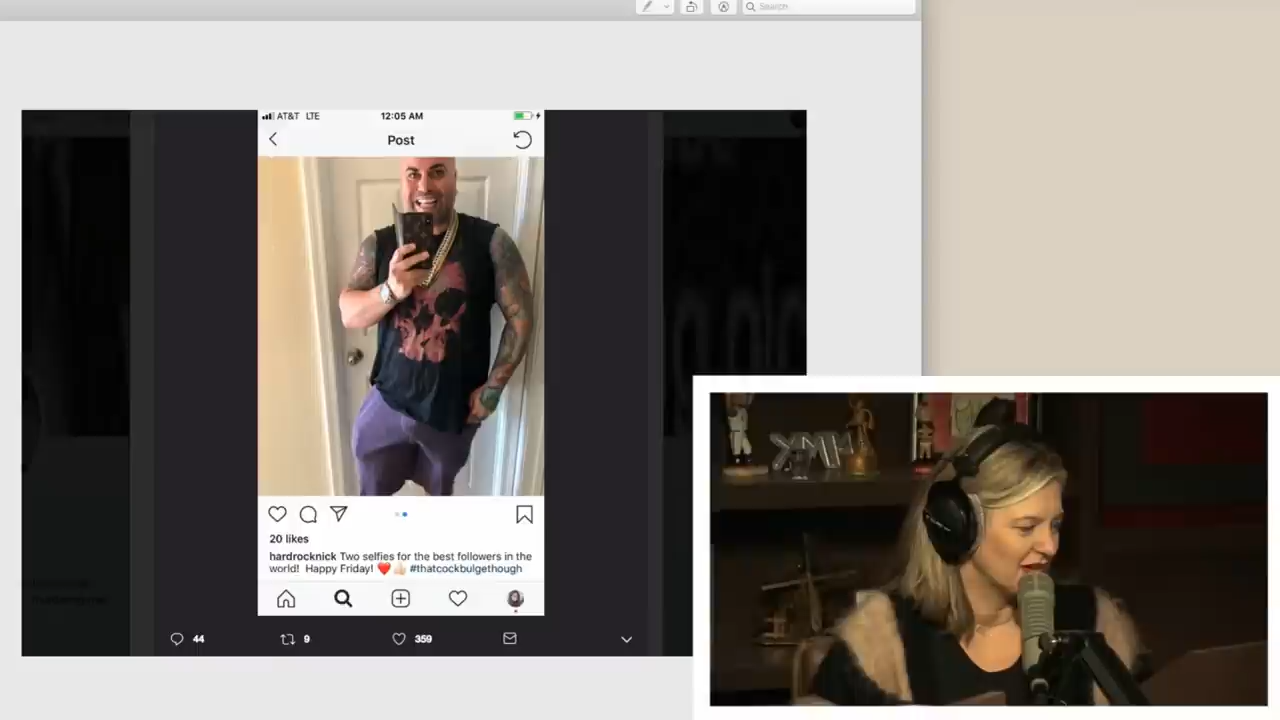 Search
AT&T LTE
12:05 AM
Post
20 likes
hardrocknick Two selfies for the best followers in the
world! Happy Friday! ❤️👍🏻 #thatcockbulgethough
44
9
359